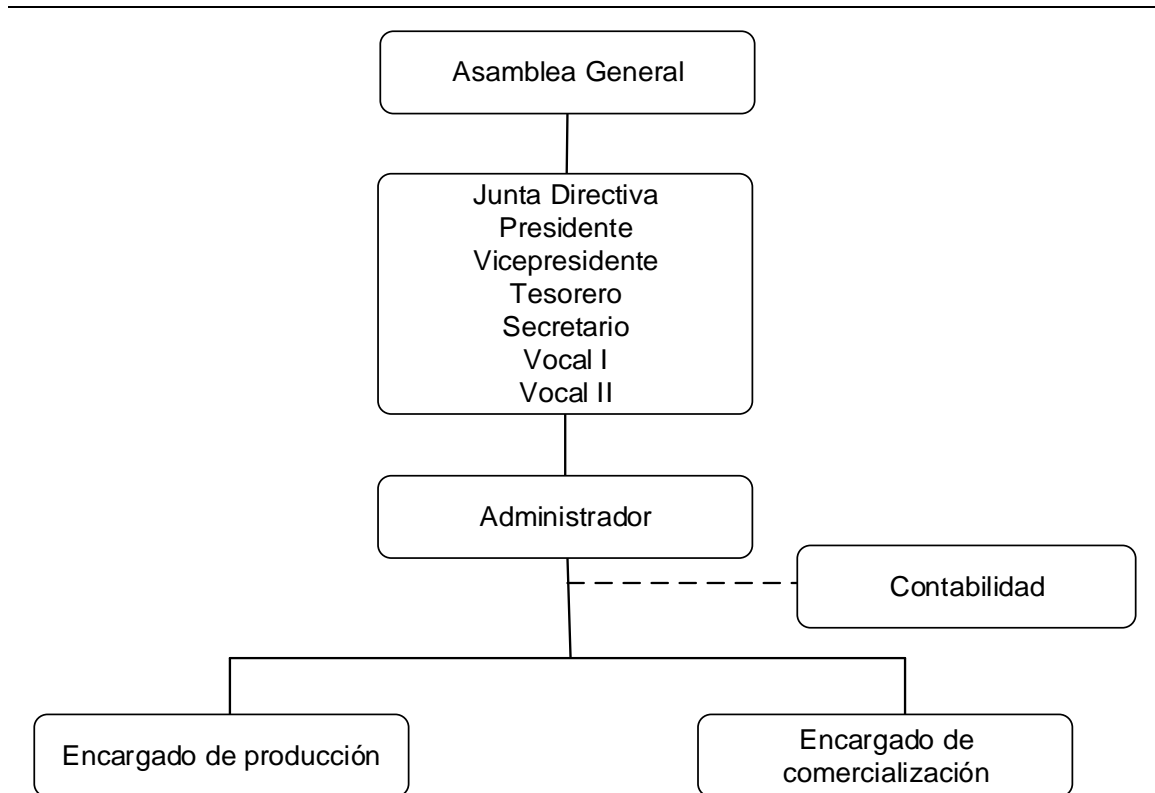 Asamblea General
Junta Directiva
Presidente
Vicepresidente
Tesorero
Secretario
Vocal I
Vocal II
Administrador
Contabilidad
Encargado de producción
Encargado de
comercialización